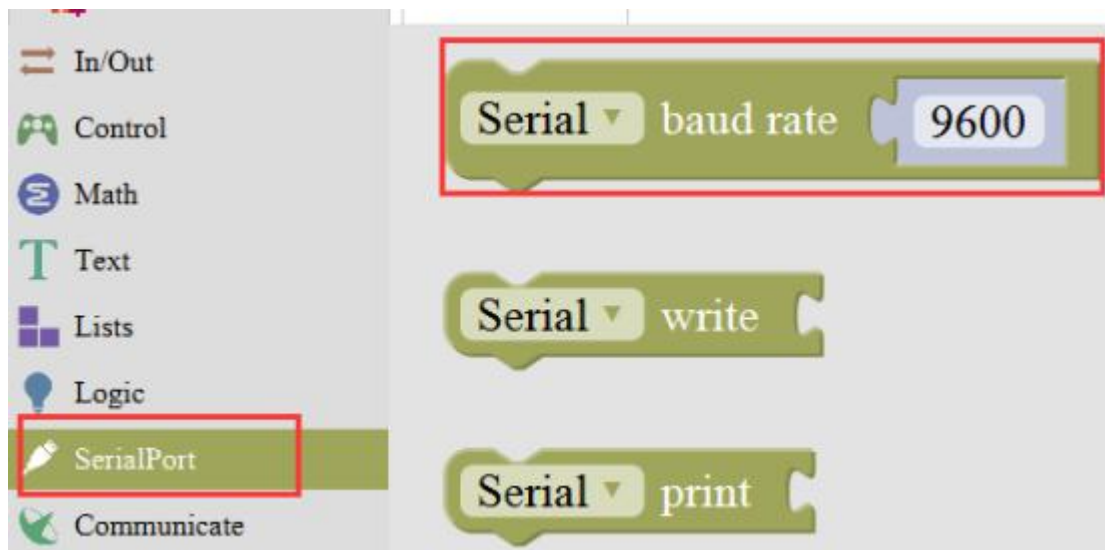 In/Out
Control
Math
Text
Lists
Logic
SerialPort
Communicate
Serial baud rate 9600
Serial write
Serial print